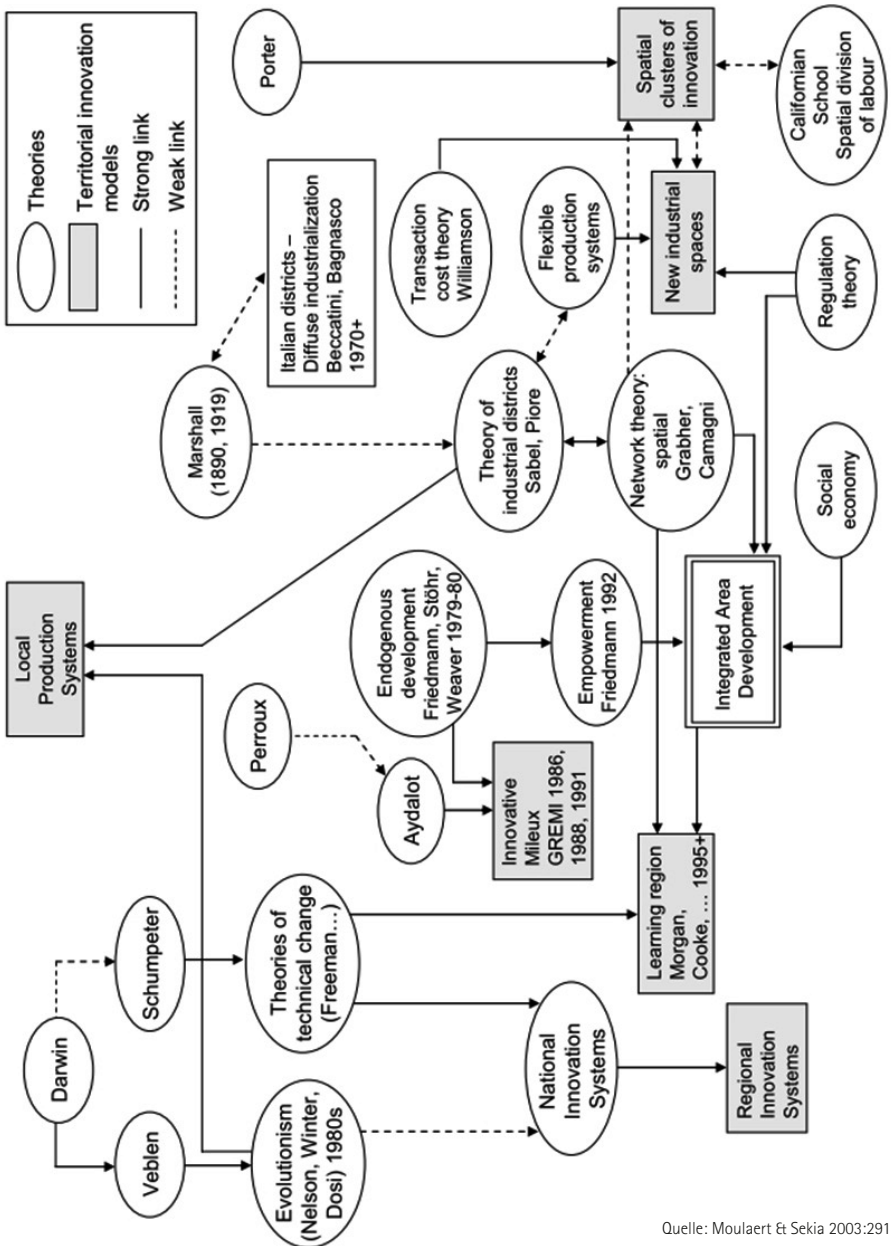 Theories
Territorial innovation
models
Strong link
Weak link
Darwin
Veblen
Schumpeter
Evolutionism
(Nelson, Winter,
Dosi) 1980s
Theories of
technical change
(Freeman…)
National
Innovation
Systems
Regional
Innovation
Systems
Local
Production
Systems
Perroux
Aydalot
Innovative
Mileux
GREMI 1986,
1988, 1991
Learning region
Morgan,
Cooke, … 1995+
Endogenous
development
Friedmann, Stöhr,
Weaver 1979-80
Empowerment
Friedmann 1992
Integrated Area
Development
Marshall
(1890, 1919)
Italian districts –
Diffuse industrialization
Beccatini, Bagnasco
1970+
Theory of
industrial districts
Sabel, Piore
Network theory:
spatial
Grabher,
Camagni
Social
economy
Transaction
cost theory
Williamson
Flexible
production
systems
New industrial
spaces
Regulation
theory
Porter
Spatial
clusters of
innovation
Californian
School
Spatial division
of labour
Quelle: Moulaert & Sekia 2003:291